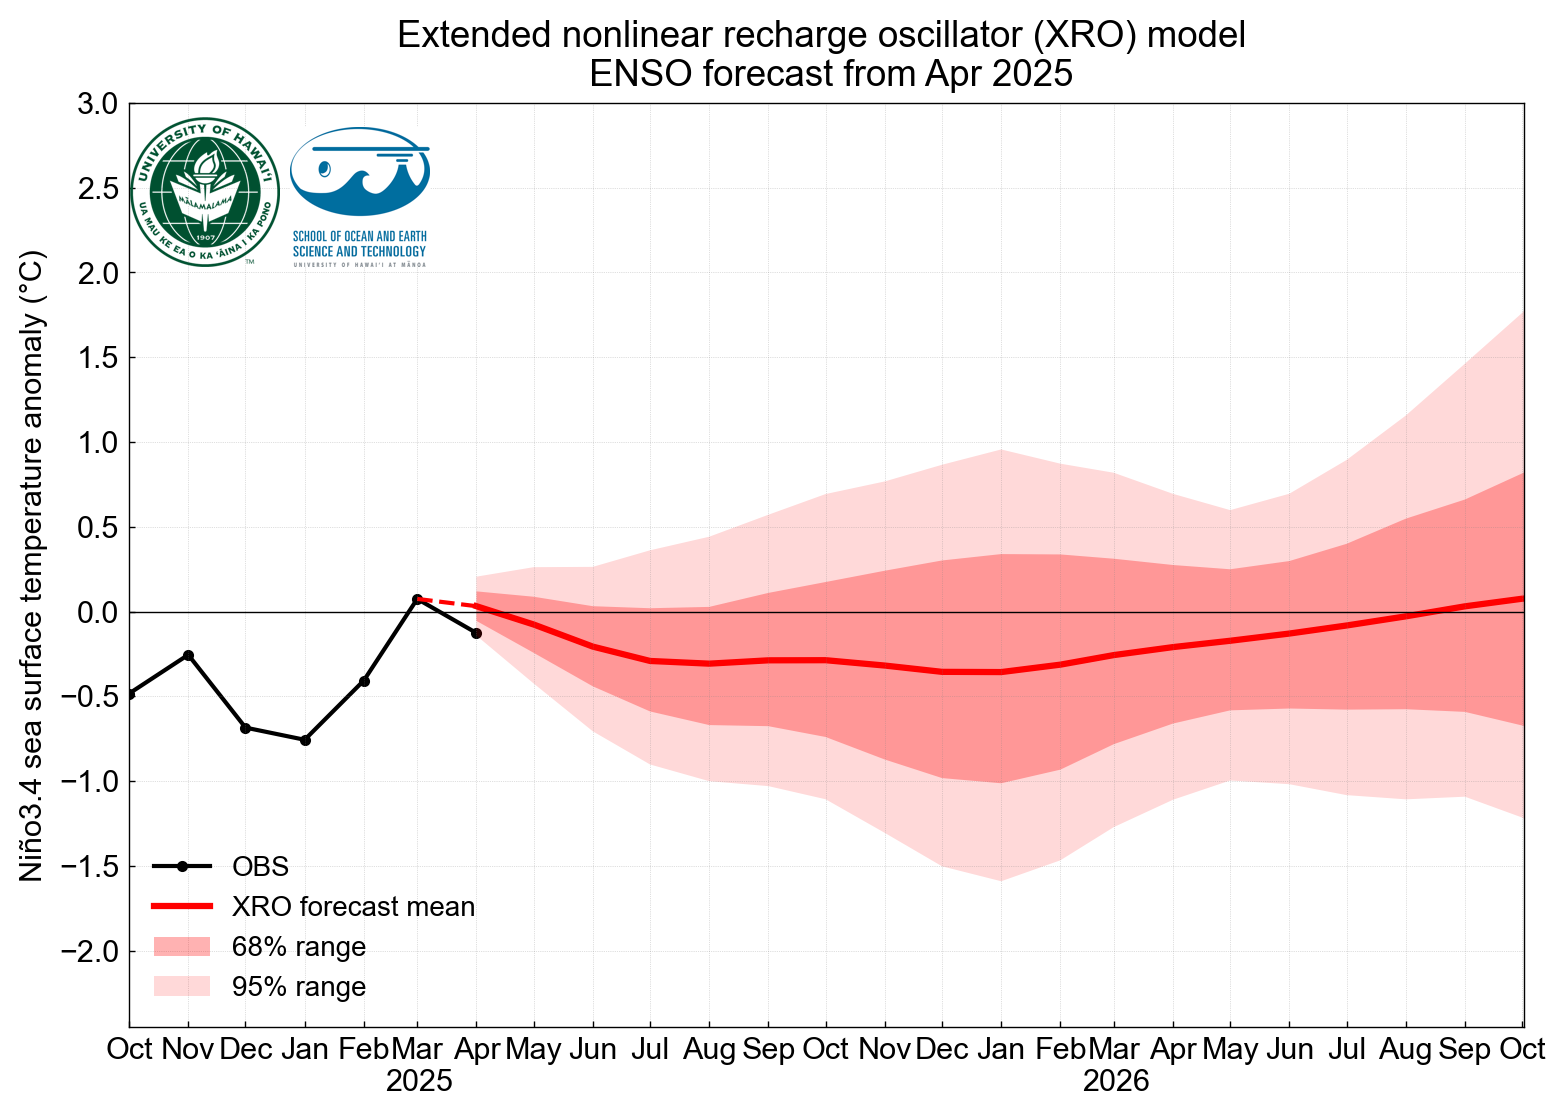 Extended nonlinear recharge oscillator (XRO) model
ENSO forecast from Apr 2025
3.0
2.5
2.0
1.5
1.0
0.5
0.0
−0.5
−1.0
−1.5
−2.0
Niño3.4 sea surface temperature anomaly (°C)
UNIVERSITY OF HAWAI‘I
MĀLAMALAMA
1907
UA MAU KE EA O KA ‘ĀINA I KA PONO
TM
SCHOOL OF OCEAN AND EARTH
SCIENCE AND TECHNOLOGY
UNIVERSITY OF HAWAI‘I AT MĀNOA
OBS
XRO forecast mean
68% range
95% range
Oct Nov Dec Jan Feb Mar Apr May Jun Jul Aug Sep Oct Nov Dec Jan Feb Mar Apr May Jun Jul Aug Sep Oct
2025 2026